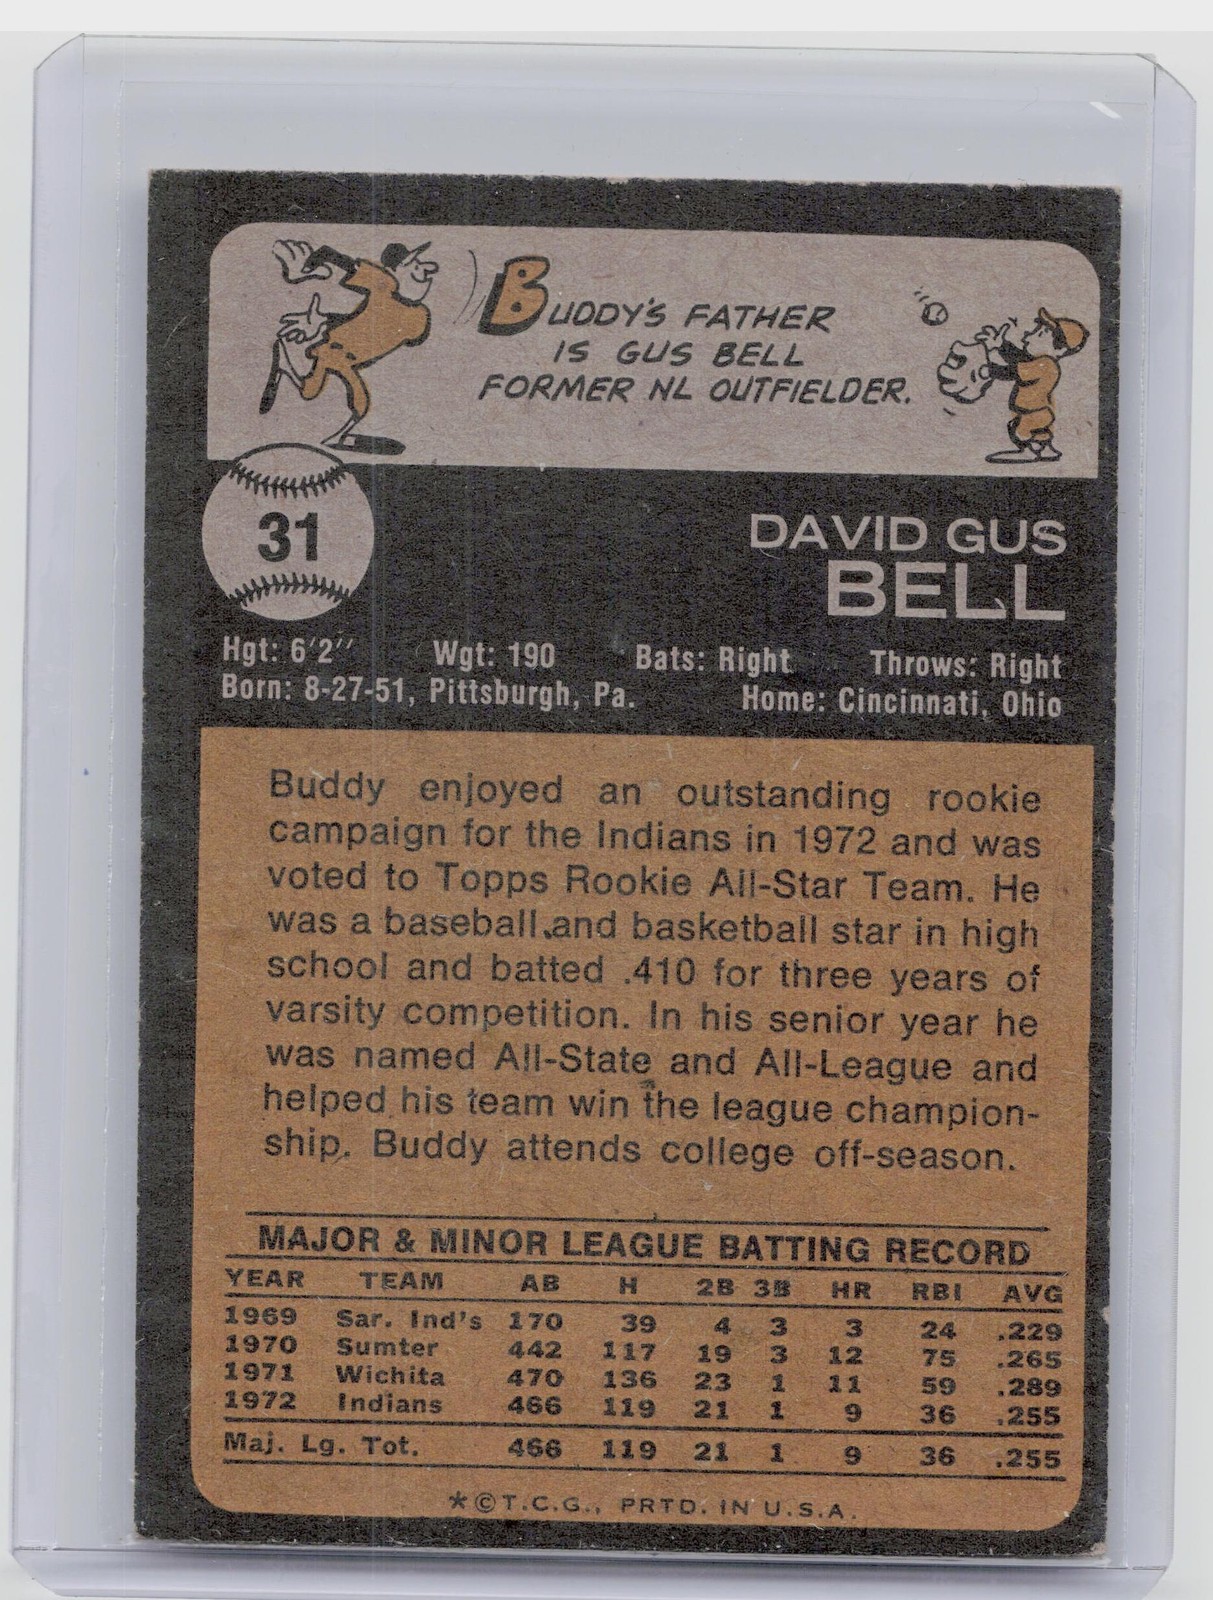 BUDDY'S FATHER
IS GUS BELL
FORMER NL OUTFIELDER.
31
DAVID GUS
BELL
Hgt: 6'2" Wgt: 190 Bats: Right Throws: Right
Born: 8-27-51, Pittsburgh, Pa. Home: Cincinnati, Ohio
Buddy enjoyed an outstanding rookie
campaign for the Indians in 1972 and was
voted to Topps Rookie All-Star Team. He
was a baseball and basketball star in high
school and batted .410 for three years of
varsity competition. In his senior year he
was named All-State and All-League and
helped his team win the league champion-
ship. Buddy attends college off-season.
MAJOR & MINOR LEAGUE BATTING RECORD
YEAR TEAM AB H 2B 3B HR RBI AVG
1969 Sar. Ind's 170 39 4 3 3 24 .229
1970 Sumter 442 117 19 3 12 75 .265
1971 Wichita 470 136 23 1 11 59 .289
1972 Indians 466 119 21 1 9 36 .255
Maj. Lg. Tot. 466 119 21 1 9 36 .255
*©T.C.G., PRTD. IN U.S.A.